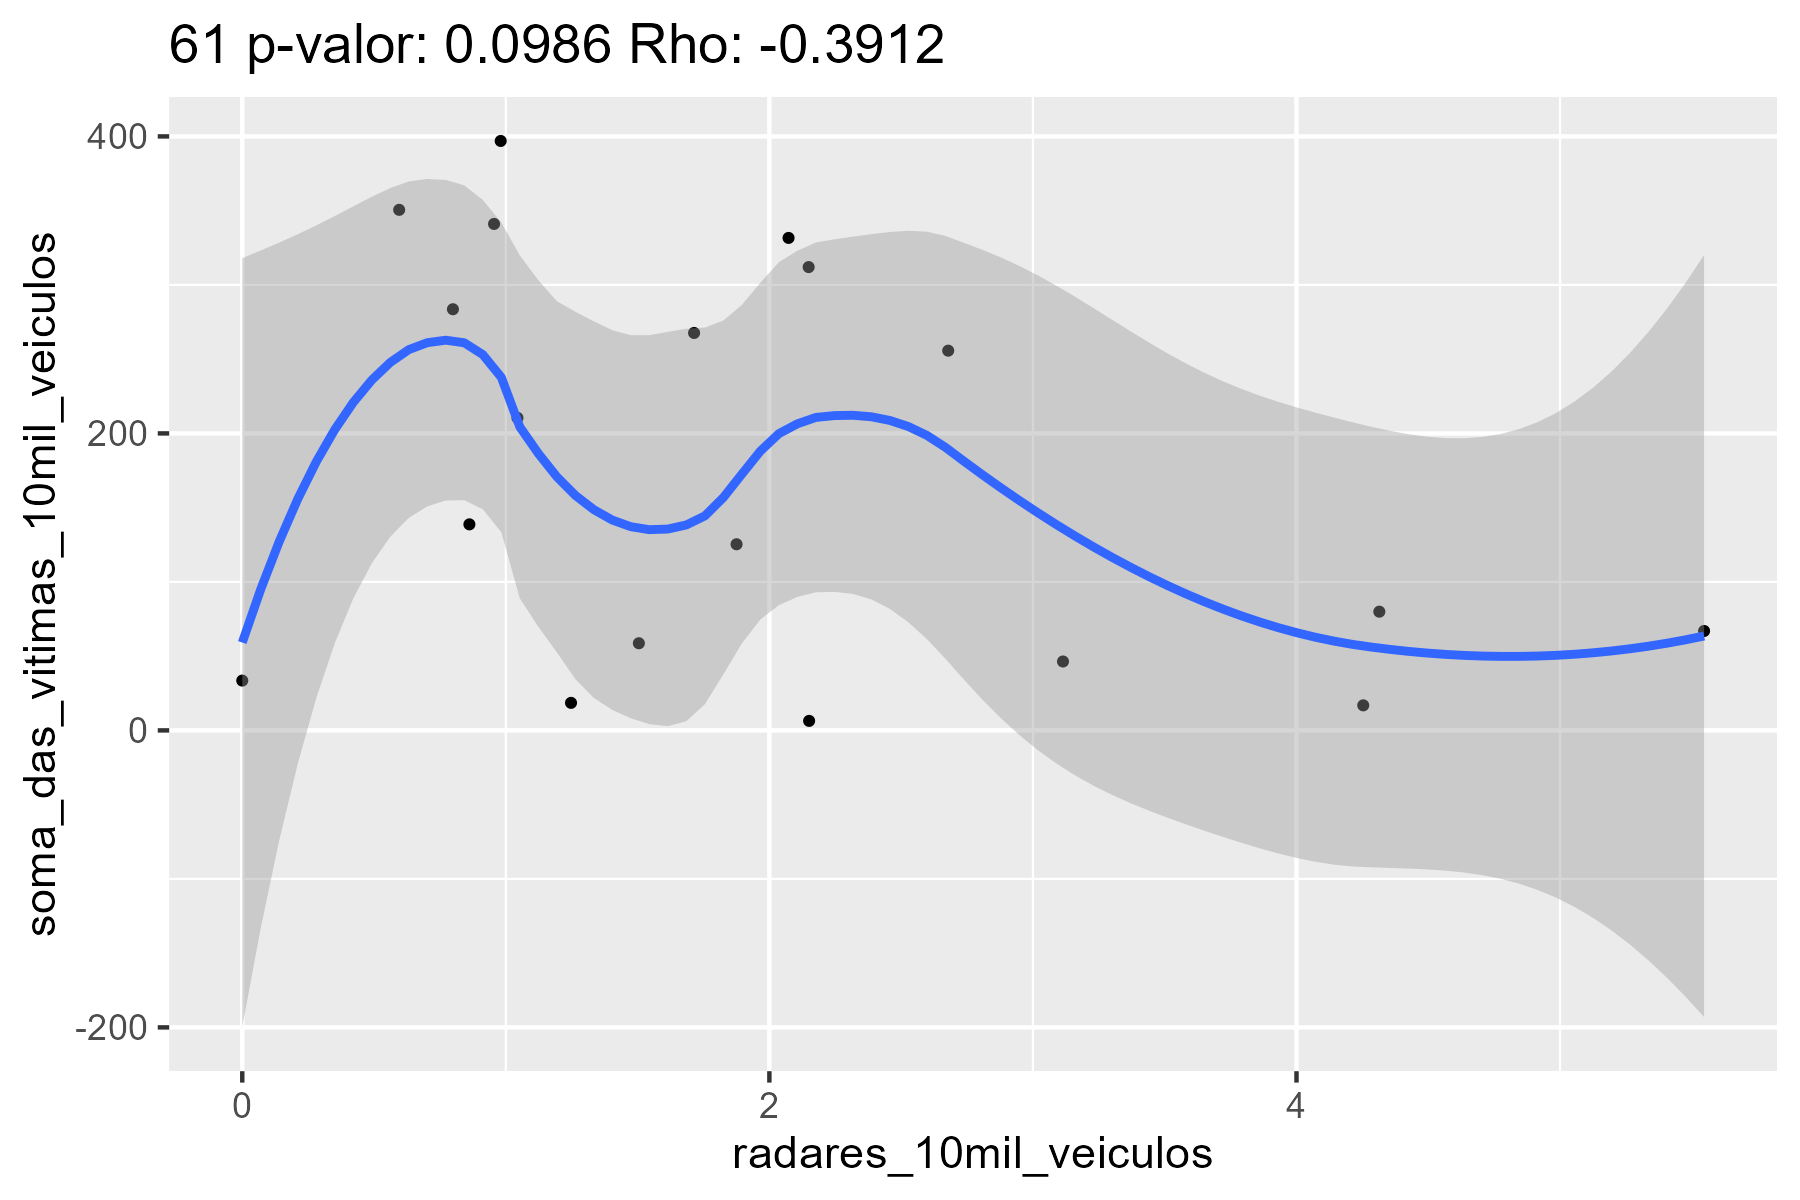 61 p-valor: 0.0986 Rho: -0.3912
soma_das_vitimas_10mil_veiculos
400
200
0
-200
0
2
4
radares_10mil_veiculos